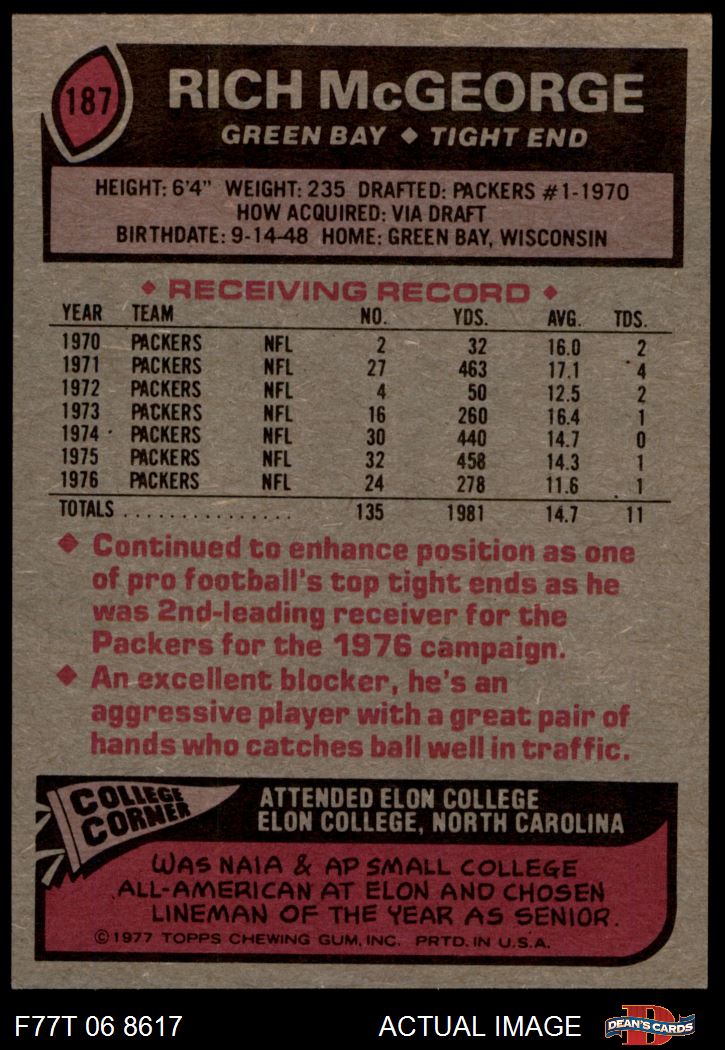 187
RICH McGEORGE
GREEN BAY ◆ TIGHT END
HEIGHT: 6'4" WEIGHT: 235 DRAFTED: PACKERS #1-1970
HOW ACQUIRED: VIA DRAFT
BIRTHDATE: 9-14-48 HOME: GREEN BAY, WISCONSIN
◆ RECEIVING RECORD ◆
YEAR TEAM NO. YDS. AVG. TDS.
1970 PACKERS NFL 2 32 16.0 2
1971 PACKERS NFL 27 463 17.1 4
1972 PACKERS NFL 4 50 12.5 2
1973 PACKERS NFL 16 260 16.4 1
1974 PACKERS NFL 30 440 14.7 0
1975 PACKERS NFL 32 458 14.3 1
1976 PACKERS NFL 24 278 11.6 1
TOTALS . . . . . . . . . . . . . . . 135 1981 14.7 11
◆ Continued to enhance position as one
of pro football's top tight ends as he
was 2nd-leading receiver for the
Packers for the 1976 campaign.
◆ An excellent blocker, he's an
aggressive player with a great pair of
hands who catches ball well in traffic.
COLLEGE
CORNER
ATTENDED ELON COLLEGE
ELON COLLEGE, NORTH CAROLINA
WAS NAIA & AP SMALL COLLEGE
ALL-AMERICAN AT ELON AND CHOSEN
LINEMAN OF THE YEAR AS SENIOR.
© 1977 TOPPS CHEWING GUM, INC. PRTD. IN U.S.A.
F77T 06 8617 ACTUAL IMAGE
D
DEAN'S CARDS